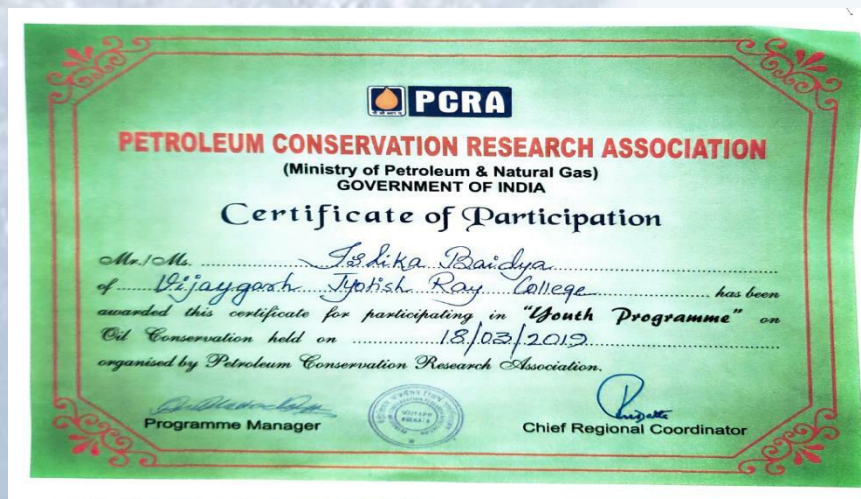 PCRA
PETROLEUM CONSERVATION RESEARCH ASSOCIATION
(Ministry of Petroleum & Natural Gas)
GOVERNMENT OF INDIA
Certificate of Participation
Mr./Ms. Ishika Baidya
of Vijaygarh Jyotish Ray College has been
awarded this certificate for participating in "Youth Programme" on
Oil Conservation held on 18/03/2019
organised by Petroleum Conservation Research Association.
Programme Manager
Chief Regional Coordinator